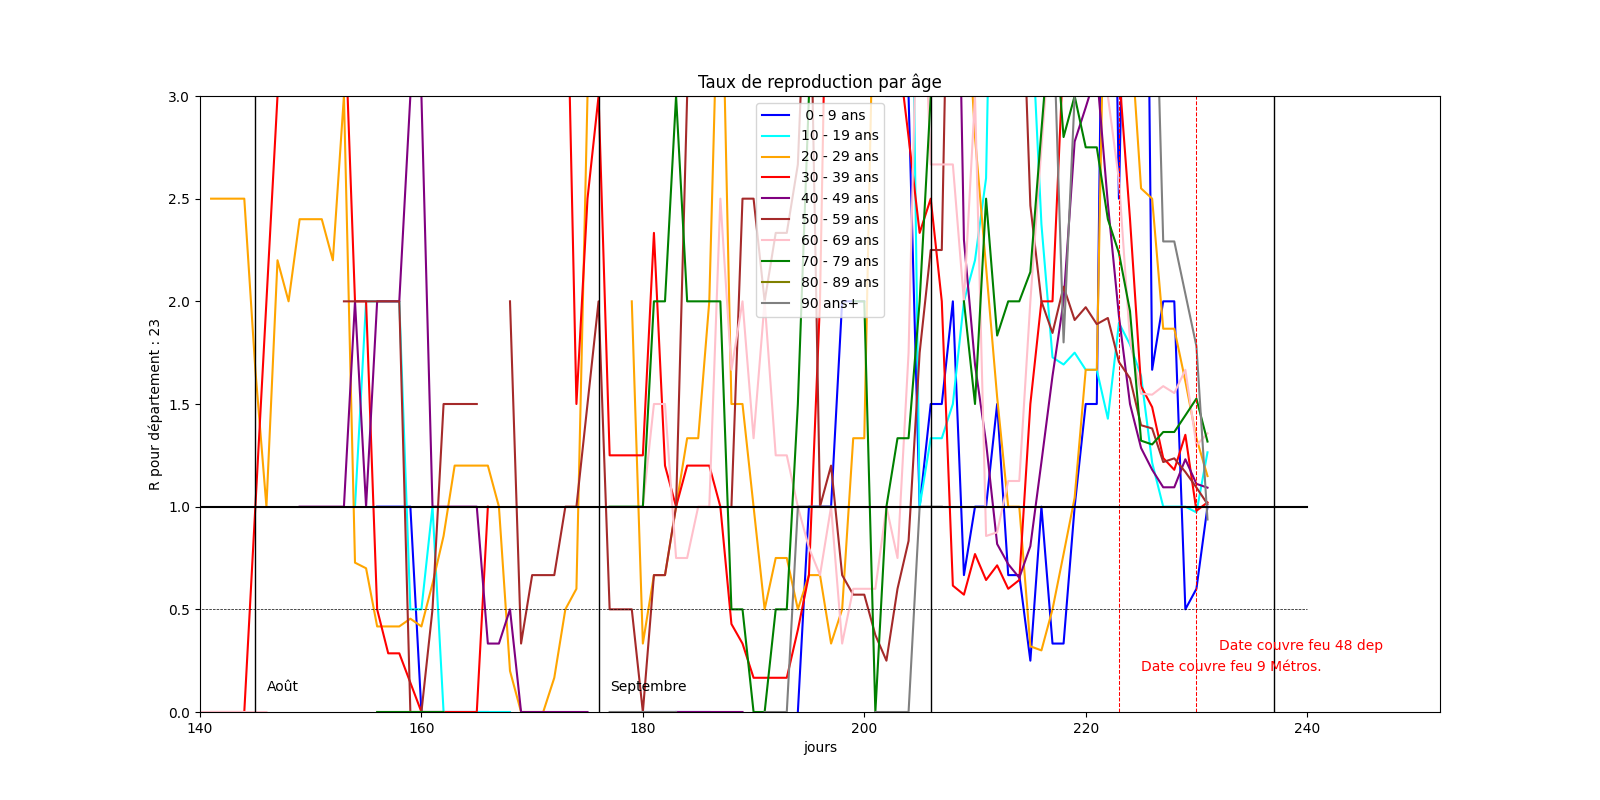 Taux de reproduction par âge
3.0
2.5
2.0
1.5
1.0
0.5
0.0
R pour département : 23
0 - 9 ans
10 - 19 ans
20 - 29 ans
30 - 39 ans
40 - 49 ans
50 - 59 ans
60 - 69 ans
70 - 79 ans
80 - 89 ans
90 ans+
Date couvre feu 48 dep
Date couvre feu 9 Métros.
Août
Septembre
140
160
180
200
220
240
jours